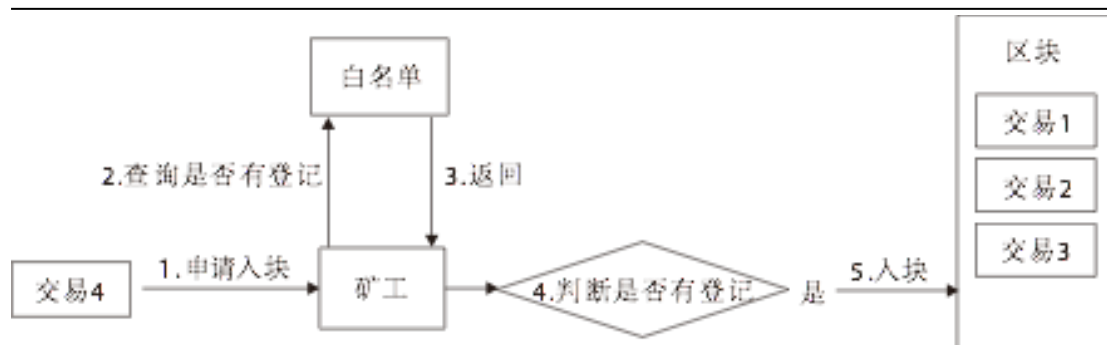 区块
白名单
交易1
2.查询是否有登记
3.返回
交易2
交易3
1.申请入块
交易4
矿工
4.判断是否有登记
是
5.入块